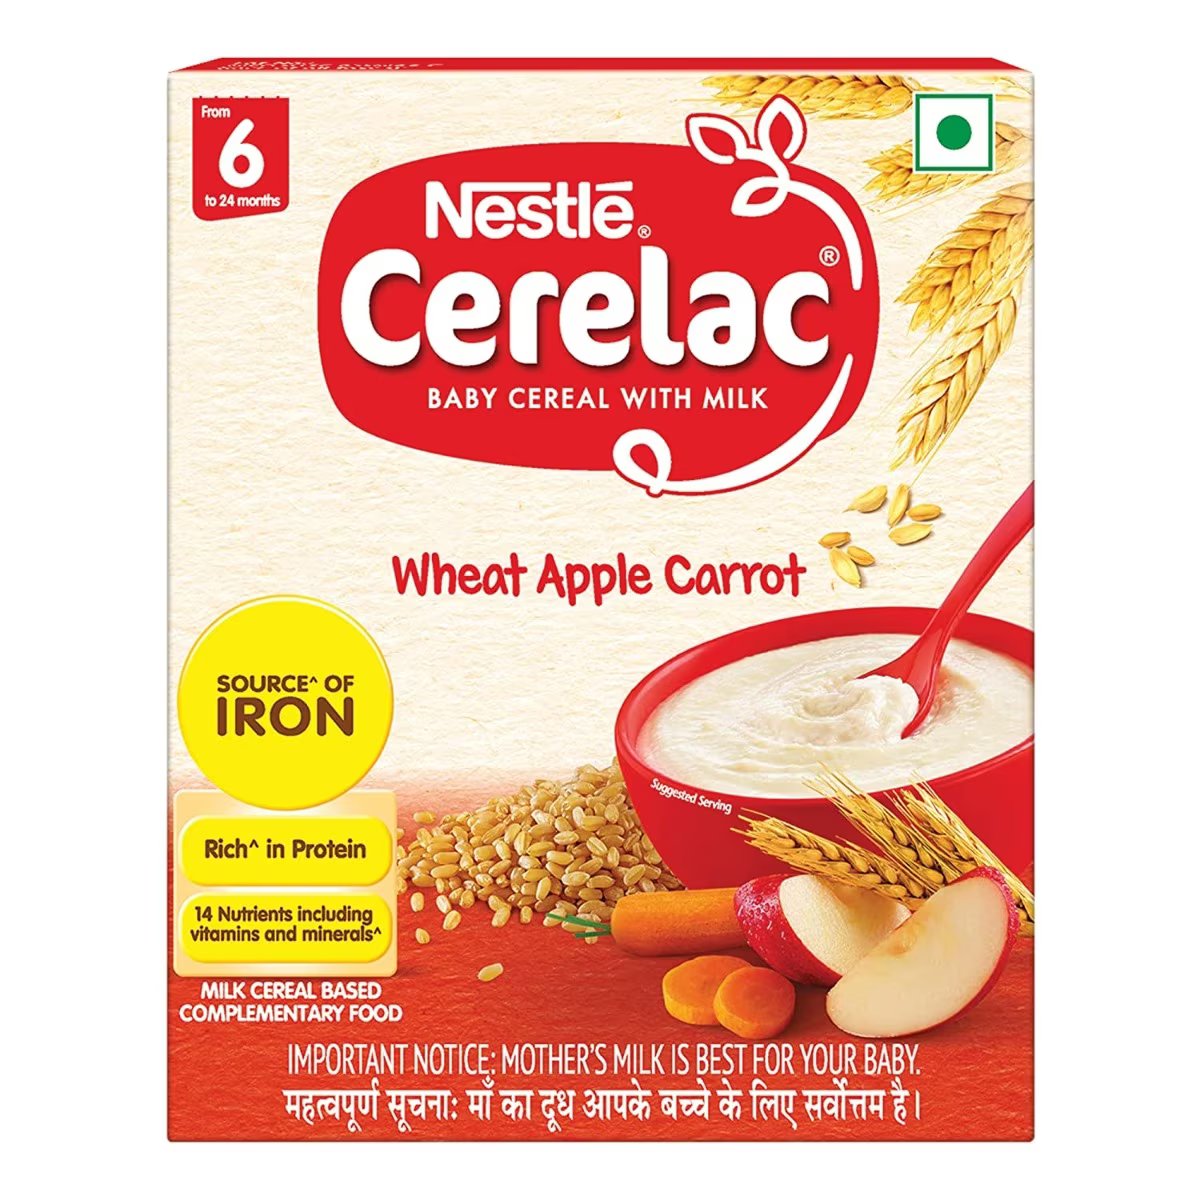 From
6
to 24 months
Nestlé®
Cerelac®
BABY CEREAL WITH MILK
Wheat Apple Carrot
SOURCE^ OF
IRON
Suggested Serving
Rich^ in Protein
14 Nutrients including
vitamins and minerals^
MILK CEREAL BASED
COMPLEMENTARY FOOD
IMPORTANT NOTICE: MOTHER'S MILK IS BEST FOR YOUR BABY.
महत्वपूर्ण सूचना: माँ का दूध आपके बच्चे के लिए सर्वोत्तम है।